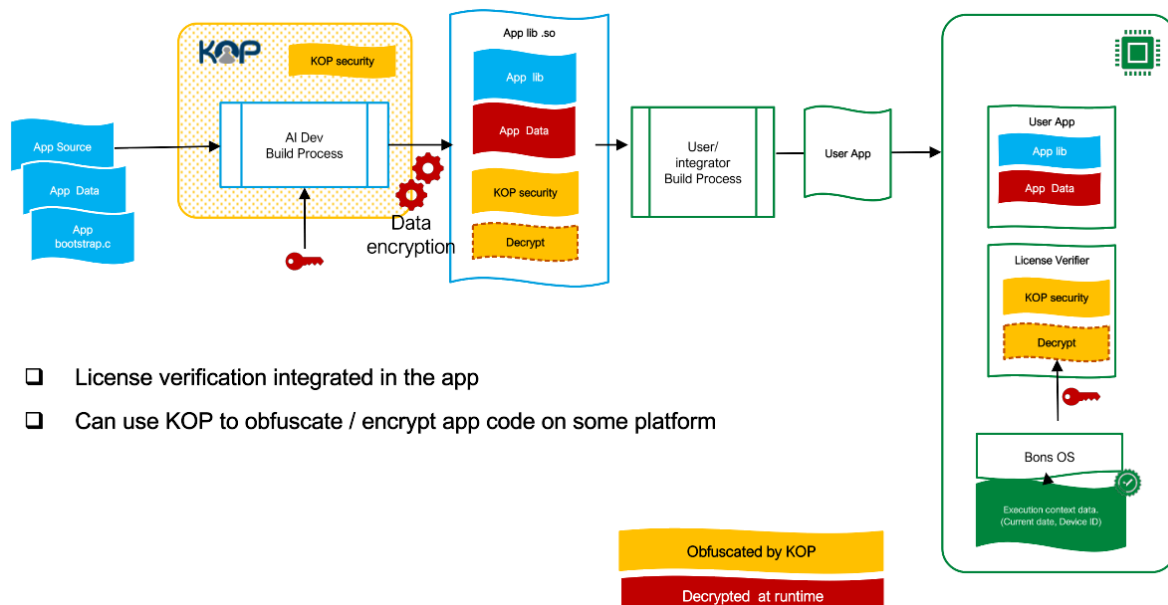 KOP
KOP security
App Source
App Data
App
bootstrap.c
AI Dev
Build Process
Data
encryption
App lib .so
App lib
App Data
KOP security
Decrypt
User/
integrator
Build Process
User App
User App
App lib
App Data
License Verifier
KOP security
Decrypt
Bons OS
Execution context data.
(Current date, Device ID)
License verification integrated in the app
Can use KOP to obfuscate / encrypt app code on some platform
Obfuscated by KOP
Decrypted at runtime